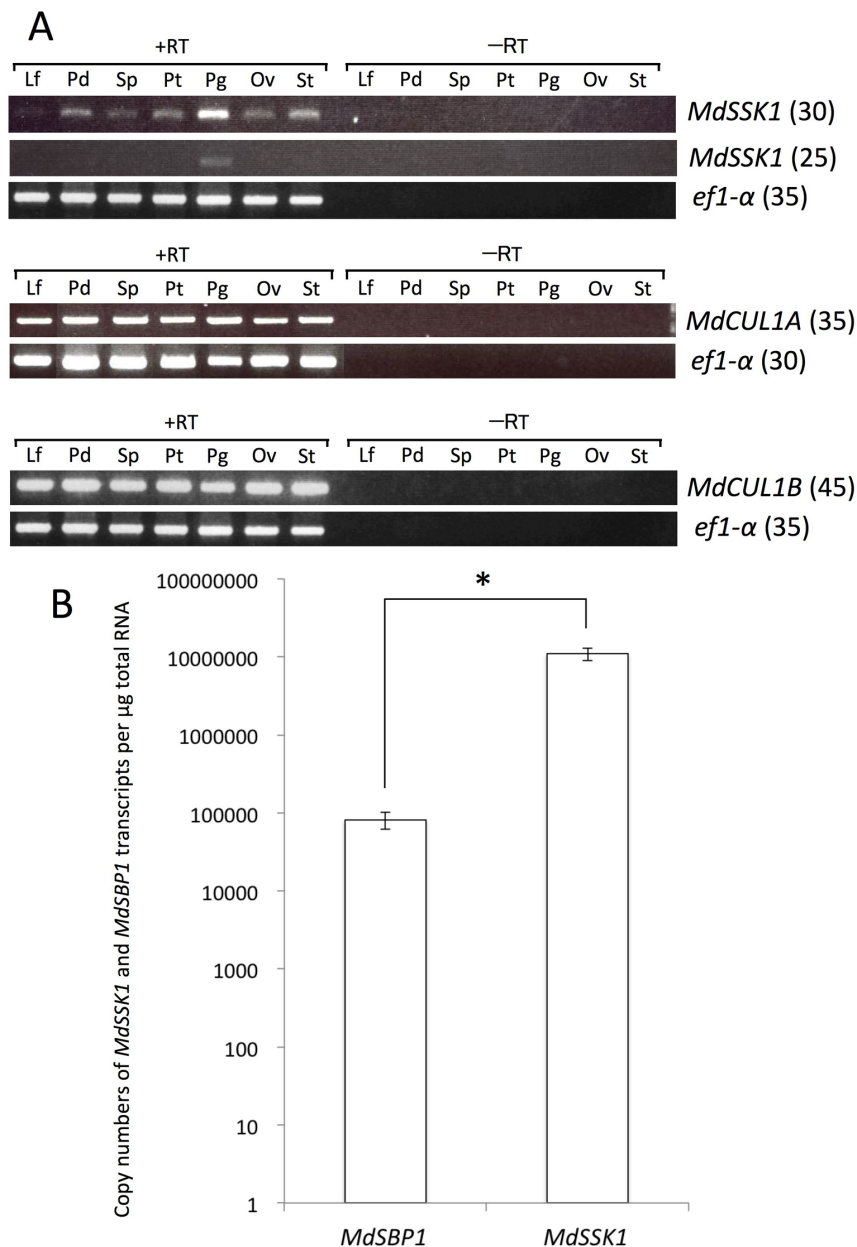 A
+RT −RT
Lf Pd Sp Pt Pg Ov St Lf Pd Sp Pt Pg Ov St
MdSSK1 (30)
MdSSK1 (25)
ef1-α (35)
+RT −RT
Lf Pd Sp Pt Pg Ov St Lf Pd Sp Pt Pg Ov St
MdCUL1A (35)
ef1-α (30)
+RT −RT
Lf Pd Sp Pt Pg Ov St Lf Pd Sp Pt Pg Ov St
MdCUL1B (45)
ef1-α (35)
B
Copy numbers of MdSSK1 and MdSBP1 transcripts per μg total RNA
100000000
10000000
1000000
100000
10000
1000
100
10
1
*
MdSBP1 MdSSK1